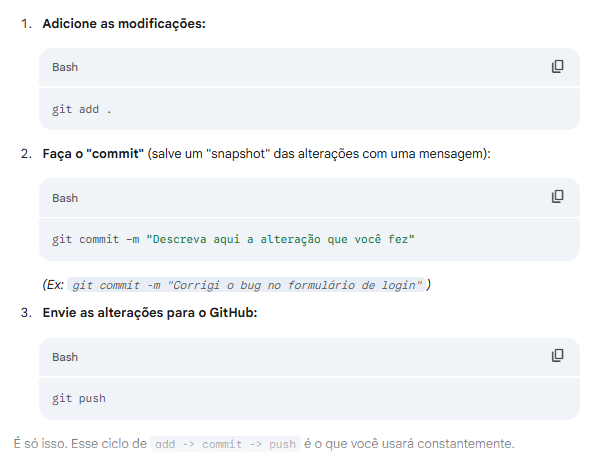 1. Adicione as modificações:
Bash
git add .
2. Faça o "commit" (salve um "snapshot" das alterações com uma mensagem):
Bash
git commit -m "Descreva aqui a alteração que você fez"
(Ex: git commit -m "Corrigi o bug no formulário de login" )
3. Envie as alterações para o GitHub:
Bash
git push
É só isso. Esse ciclo de add -> commit -> push é o que você usará constantemente.